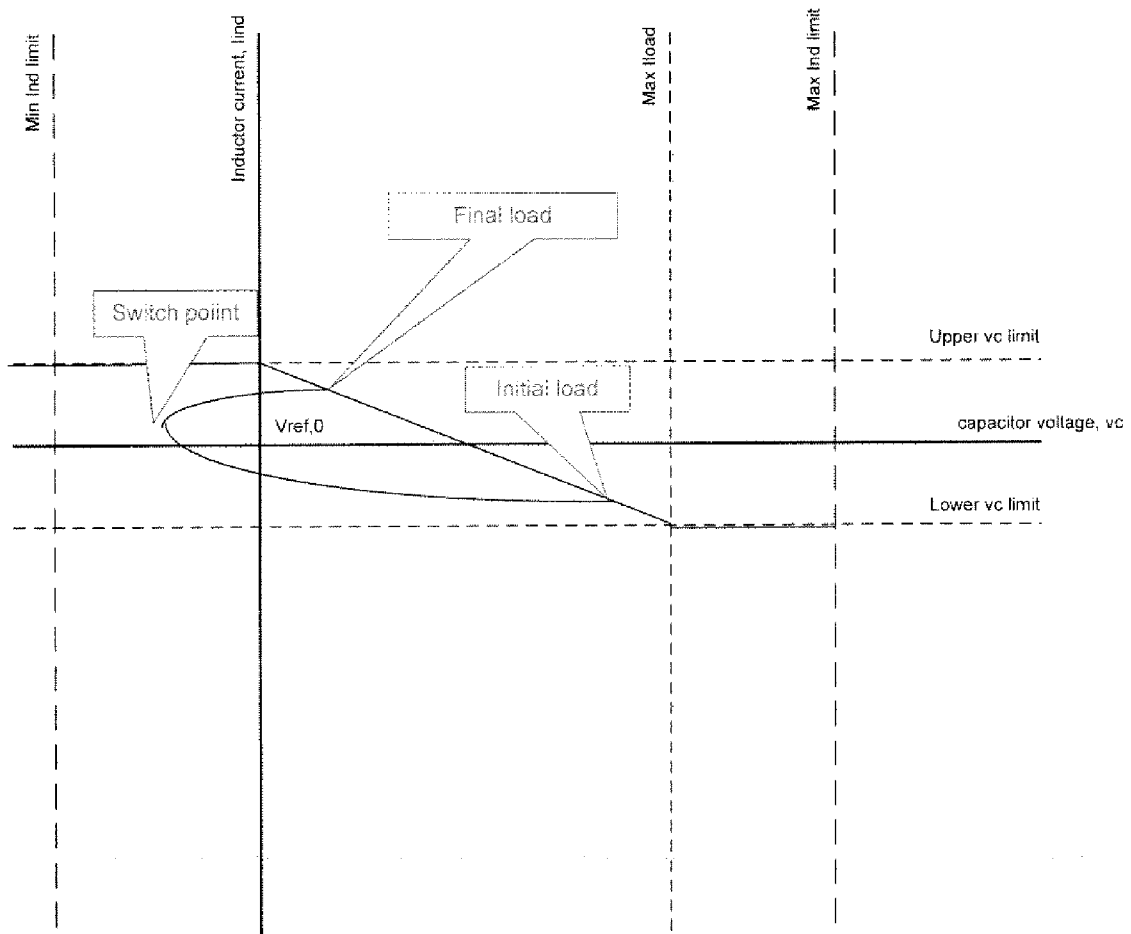 Min Ind limit
Inductor current, Iind
Max Iload
Max Ind limit
Final load
Switch poiint
Upper vc limit
Initial load
Vref,0
capacitor voltage, vc
Lower vc limit